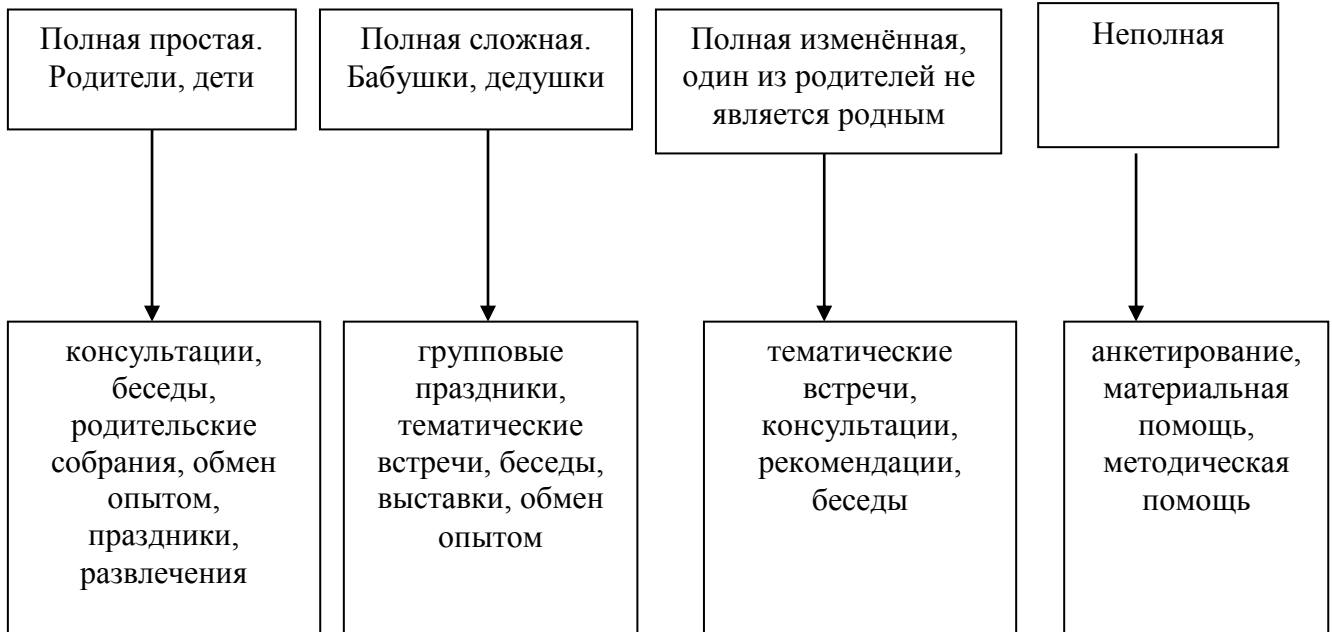 Полная простая.
Родители, дети
Полная сложная.
Бабушки, дедушки
Полная изменённая,
один из родителей не
является родным
Неполная
консультации,
беседы,
родительские
собрания, обмен
опытом,
праздники,
развлечения
групповые
праздники,
тематические
встречи, беседы,
выставки, обмен
опытом
тематические
встречи,
консультации,
рекомендации,
беседы
анкетирование,
материальная
помощь,
методическая
помощь